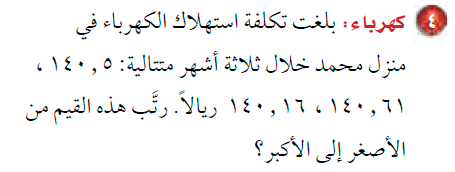 ٤ كهرباء: بلغت تكلفة استهلاك الكهرباء في
منزل محمد خلال ثلاثة أشهر متتالية: ١٤٠,٥ ،
١٤٠,٦١ ، ١٤٠,١٦ ريالاً. رتَّب هذه القيم من
الأصغر إلى الأكبر؟